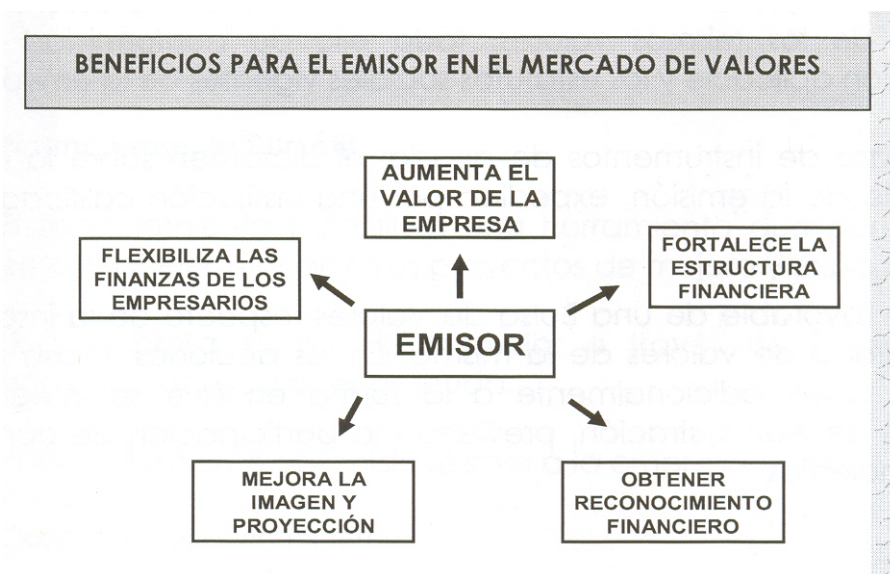 BENEFICIOS PARA EL EMISOR EN EL MERCADO DE VALORES
AUMENTA EL
VALOR DE LA
EMPRESA
FLEXIBILIZA LAS
FINANZAS DE LOS
EMPRESARIOS
FORTALECE LA
ESTRUCTURA
FINANCIERA
EMISOR
MEJORA LA
IMAGEN Y
PROYECCIÓN
OBTENER
RECONOCIMIENTO
FINANCIERO